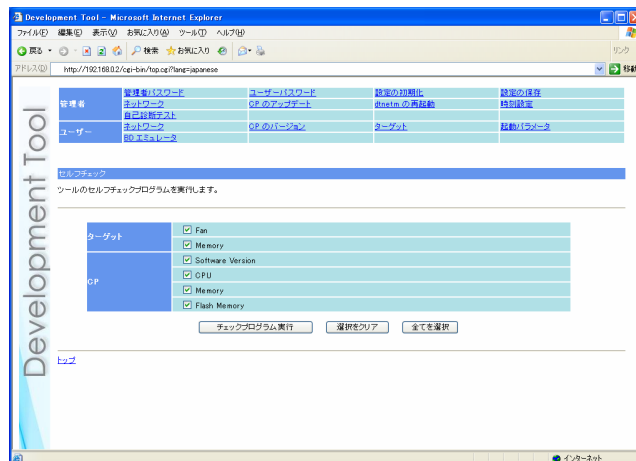 Development Tool - Microsoft Internet Explorer
ファイル(F) 編集(E) 表示(V) お気に入り(A) ツール(T) ヘルプ(H)
戻る 検索 お気に入り リンク
アドレス(D) http://192.168.0.2/cgi-bin/top.cgi?lang=japanese 移動
Development Tool
管理者 管理者パスワード ユーザーパスワード 設定の初期化 設定の保存
ネットワーク CP のアップデート dtnetm の再起動 時刻設定
自己診断テスト
ユーザー ネットワーク CP のバージョン ターゲット 起動パラメータ
BD エミュレータ
セルフチェック
ツールのセルフチェックプログラムを実行します。
ターゲット Fan
Memory
CP Software Version
CPU
Memory
Flash Memory
チェックプログラム実行 選択をクリア 全てを選択
トップ
インターネット